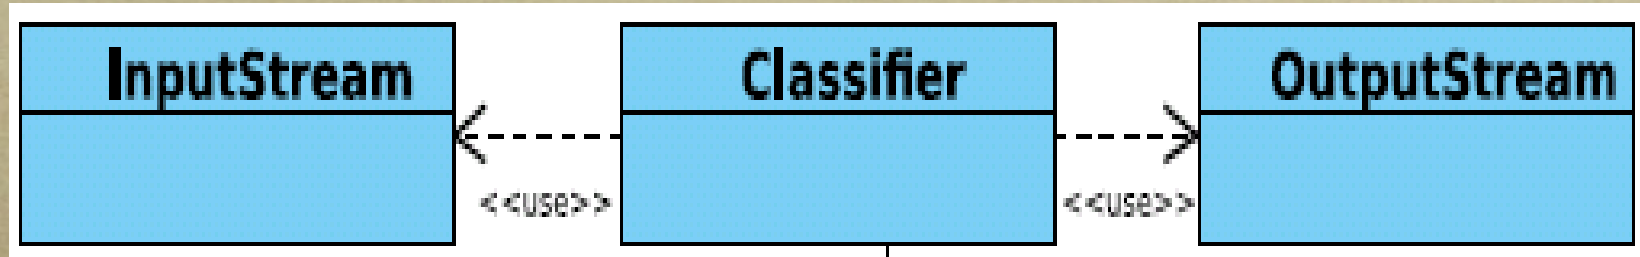 InputStream
Classifier
OutputStream
<<use>>
<<use>>